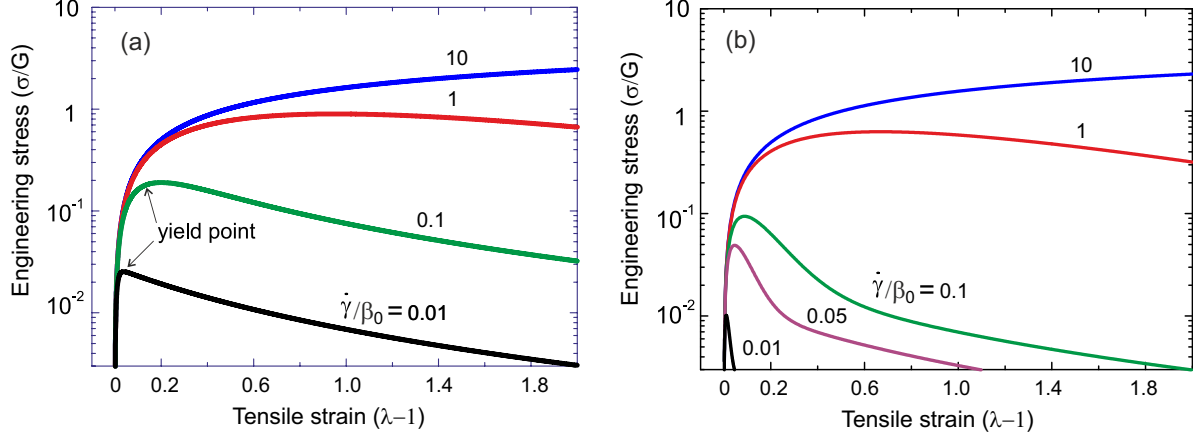 (a)
Engineering stress (σ/G)
10
1
10⁻¹
10⁻²
10
1
0.1
yield point
γ̇/β₀ = 0.01
0 0.2 0.6 1.0 1.4 1.8
Tensile strain (λ−1)
(b)
Engineering stress (σ/G)
10
1
10⁻¹
10⁻²
10
1
γ̇/β₀ = 0.1
0.05
0.01
0 0.2 0.6 1.0 1.4 1.8
Tensile strain (λ−1)